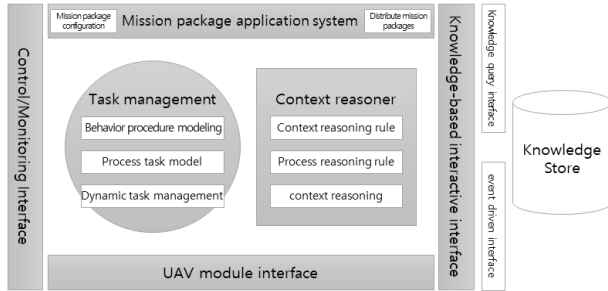 Control/Monitoring Interface
Mission package
configuration
Mission package application system
Distribute mission
packages
Task management
Behavior procedure modeling
Process task model
Dynamic task management
Context reasoner
Context reasoning rule
Process reasoning rule
context reasoning
UAV module interface
Knowledge-based interactive interface
Knowledge query interface
event driven interface
Knowledge
Store